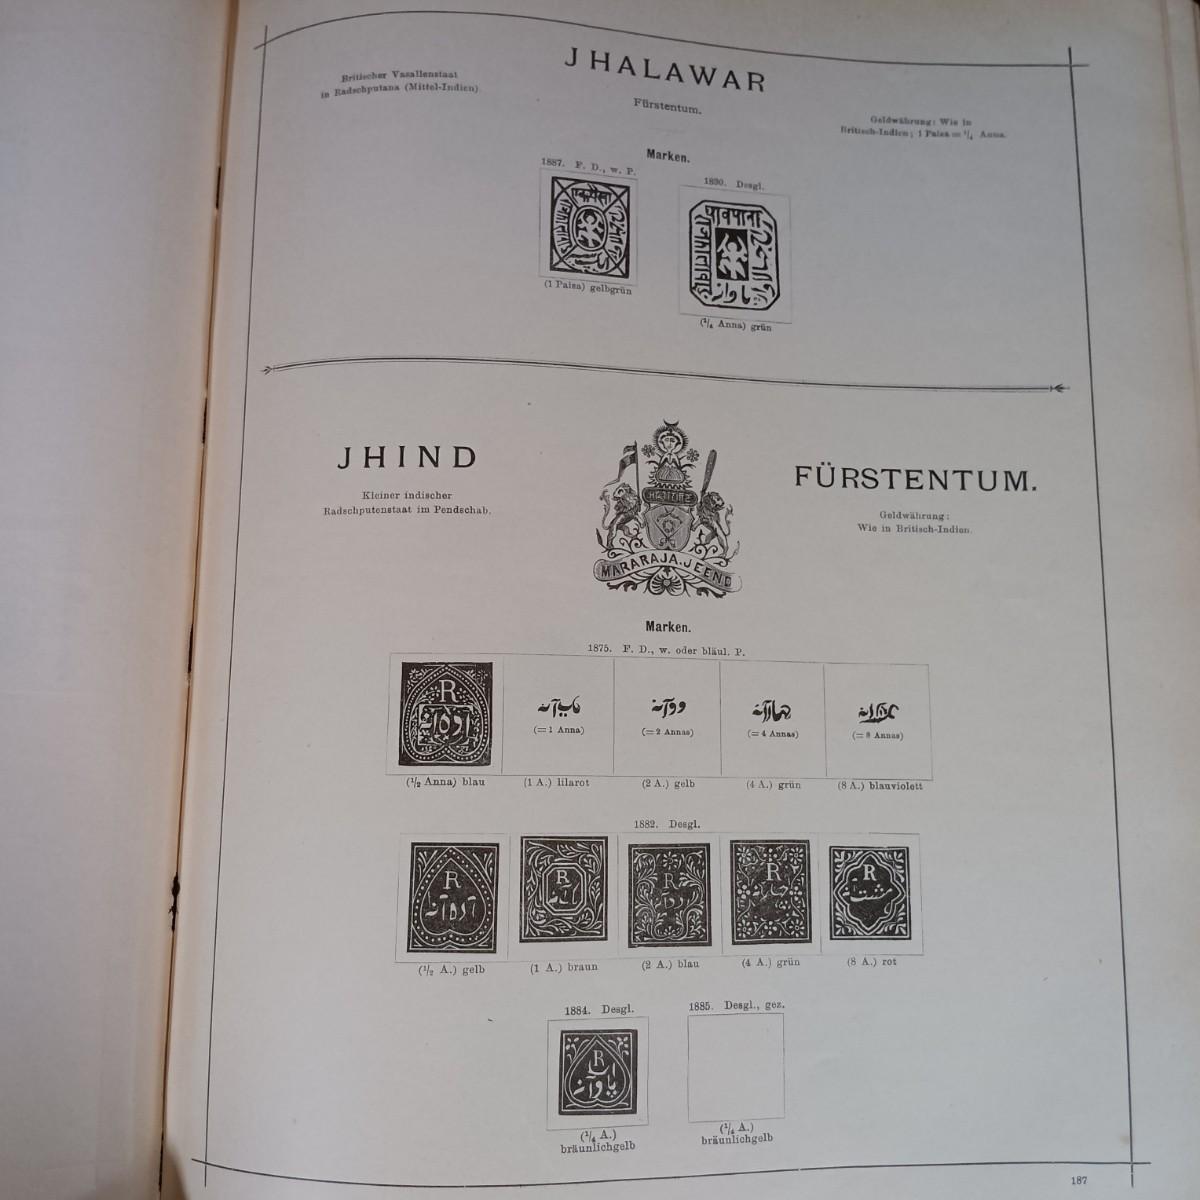 JHALAWAR
Britischer Vasallenstaat
in Radschputana (Mittel-Indien)
Fürstentum.
Geldwährung: Wie in
Britisch-Indien; 1 Paisa = 1/4 Anna.
Marken.
1887. F. D., w. P.
1890. Desgl.
(1 Paisa) gelbgrün
(1/4 Anna) grün
JHIND
Kleiner indischer
Radschputenstaat im Pendschab.
FÜRSTENTUM.
Geldwährung:
Wie in Britisch-Indien.
MARARAJA.JEEND
Marken.
1875. F. D., w. oder bläul. P.
R
(= 1 Anna)
(= 2 Annas)
(= 4 Annas)
(= 8 Annas)
(1/2 Anna) blau
(1 A.) lilarot
(2 A.) gelb
(4 A.) grün
(8 A.) blauviolett
1882. Desgl.
R
R
R
R
R
(1/2 A.) gelb
(1 A.) braun
(2 A.) blau
(4 A.) grün
(8 A.) rot
1884. Desgl.
1885. Desgl., gez.
R
(1/4 A.)
bräunlichgelb
(1/4 A.)
bräunlichgelb
187